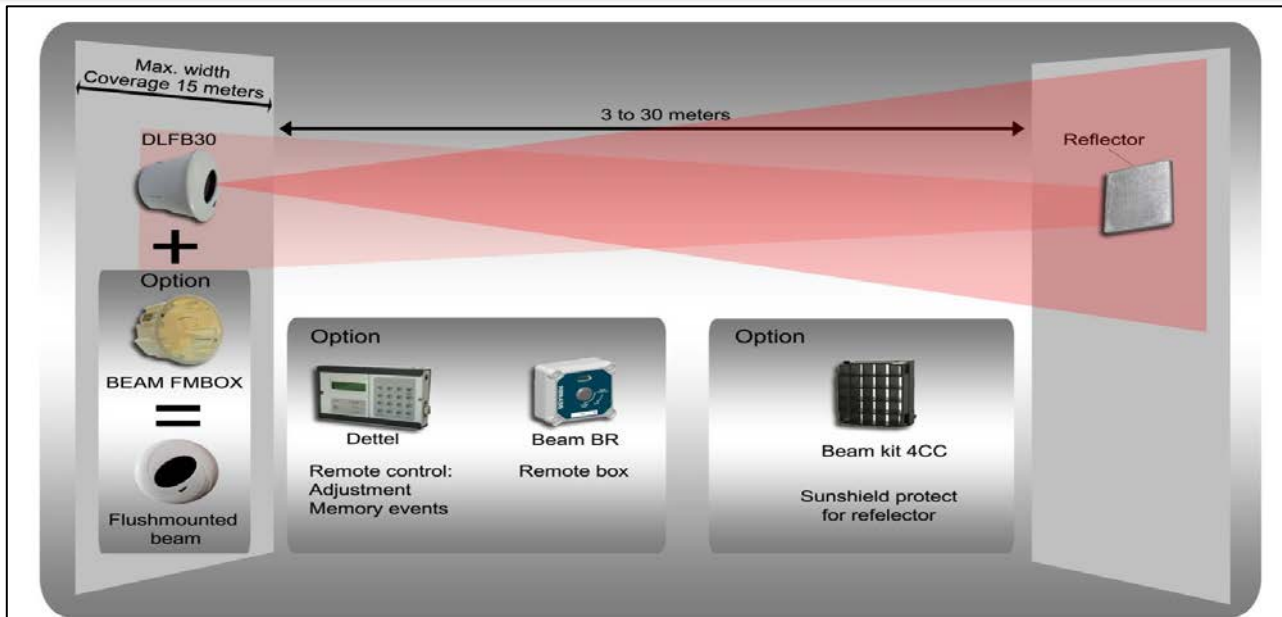 Max. width
Coverage 15 meters
3 to 30 meters
DLFB30
Reflector
Option
BEAM FMBOX
Flushmounted
beam
Option
Dettel
Remote control:
Adjustment
Memory events
Beam BR
Remote box
Option
Beam kit 4CC
Sunshield protect
for refelector